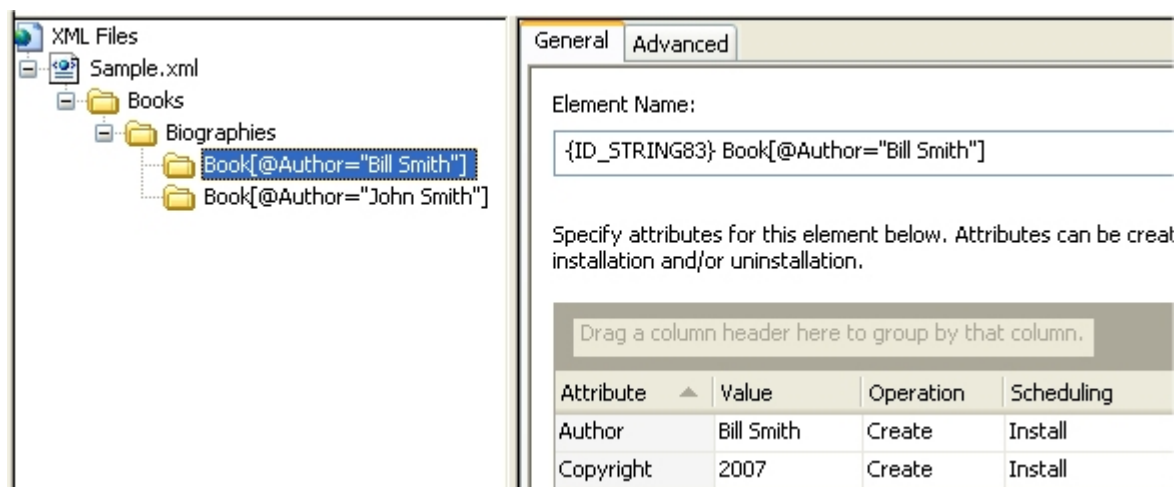 XML Files
Sample.xml
Books
Biographies
Book[@Author="Bill Smith"]
Book[@Author="John Smith"]
General Advanced
Element Name:
{ID_STRING83} Book[@Author="Bill Smith"]
Specify attributes for this element below. Attributes can be
installation and/or uninstallation.
Drag a column header here to group by that column.
Attribute Value Operation Scheduling
Author Bill Smith Create Install
Copyright 2007 Create Install